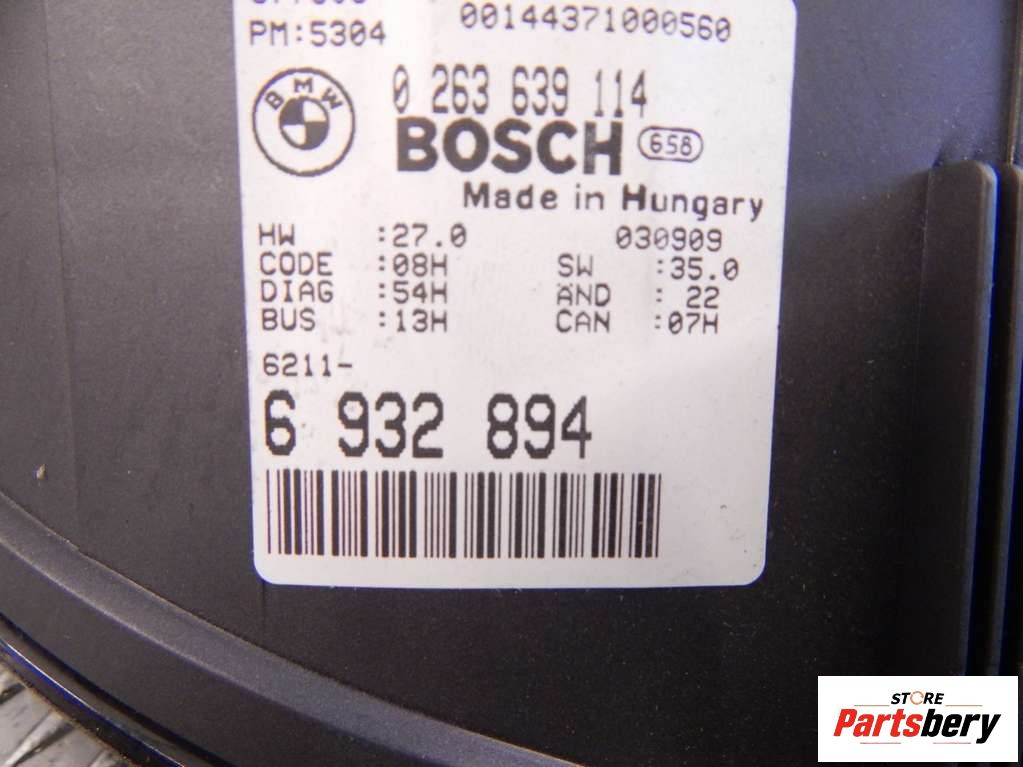 PM:5304 00144371000560
BMW
0 263 639 114
BOSCH 658
Made in Hungary
HW :27.0 030909
CODE :08H SW :35.0
DIAG :54H AND : 22
BUS :13H CAN :07H
6211-
6 932 894
STORE
Partsbery